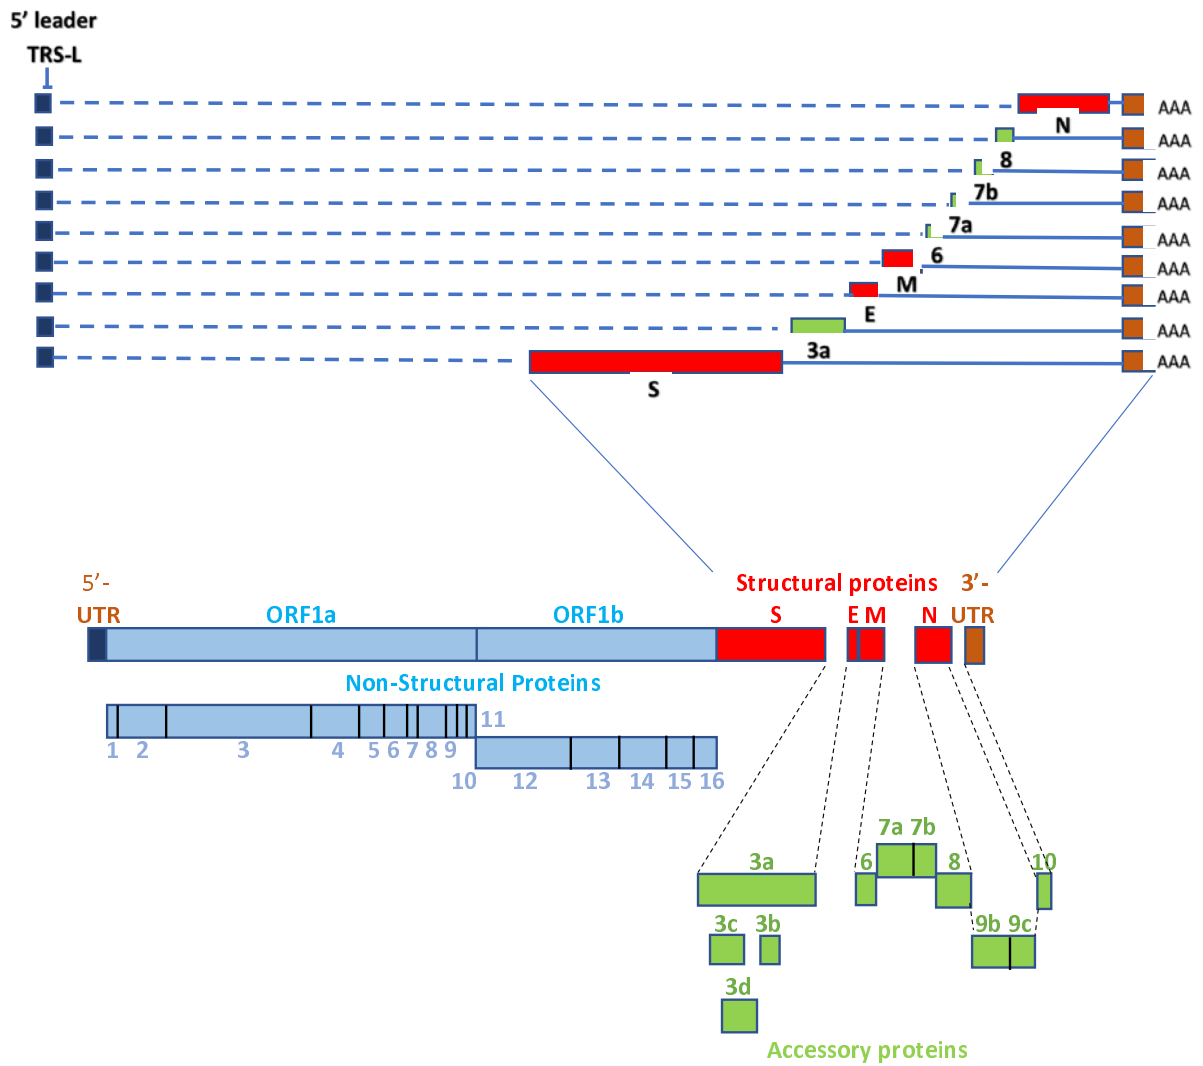 5’ leader
TRS-L
AAA
N
AAA
8
AAA
7b
AAA
7a
AAA
6
AAA
M
AAA
E
AAA
3a
AAA
S
Structural proteins 3’-
5’-
UTR ORF1a ORF1b S E M N UTR
Non-Structural Proteins
11
1 2 3 4 5 6 7 8 9
10 12 13 14 15 16
7a 7b
3a 6 8 10
3c 3b 9b 9c
3d
Accessory proteins